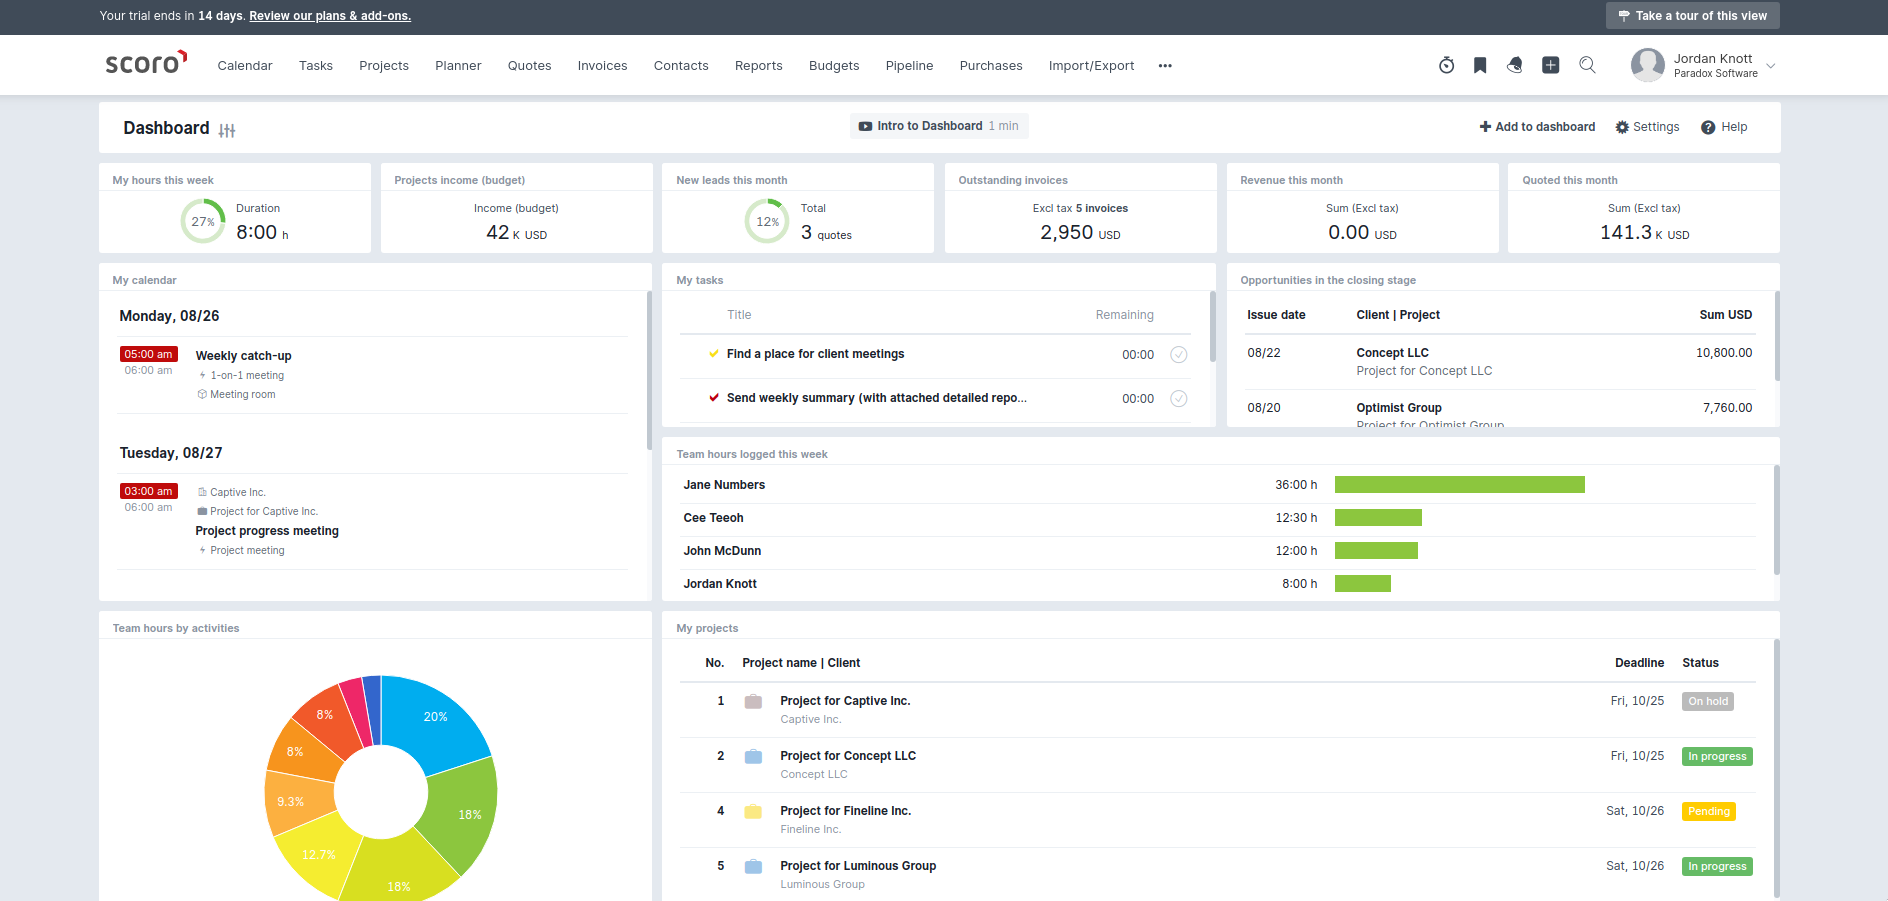 Your trial ends in 14 days. Review our plans & add-ons.
Take a tour of this view
scoro
Calendar Tasks Projects Planner Quotes Invoices Contacts Reports Budgets Pipeline Purchases Import/Export •••
Jordan Knott
Paradox Software
Dashboard
Intro to Dashboard 1 min
Add to dashboard Settings Help
My hours this week
27%
Duration
8:00 h
Projects income (budget)
Income (budget)
42 K USD
New leads this month
12%
Total
3 quotes
Outstanding invoices
Excl tax 5 invoices
2,950 USD
Revenue this month
Sum (Excl tax)
0.00 USD
Quoted this month
Sum (Excl tax)
141.3 K USD
My calendar
Monday, 08/26
05:00 am
06:00 am
Weekly catch-up
1-on-1 meeting
Meeting room
Tuesday, 08/27
03:00 am
06:00 am
Captive Inc.
Project for Captive Inc.
Project progress meeting
Project meeting
My tasks
Title Remaining
Find a place for client meetings 00:00
Send weekly summary (with attached detailed repo... 00:00
Opportunities in the closing stage
Issue date Client | Project Sum USD
08/22 Concept LLC 10,800.00
Project for Concept LLC
08/20 Optimist Group 7,760.00
Project for Optimist Group
Team hours logged this week
Jane Numbers 36:00 h
Cee Teeoh 12:30 h
John McDunn 12:00 h
Jordan Knott 8:00 h
Team hours by activities
20%
18%
18%
12.7%
9.3%
8%
8%
My projects
No. Project name | Client Deadline Status
1 Project for Captive Inc. Fri, 10/25 On hold
Captive Inc.
2 Project for Concept LLC Fri, 10/25 In progress
Concept LLC
4 Project for Fineline Inc. Sat, 10/26 Pending
Fineline Inc.
5 Project for Luminous Group Sat, 10/26 In progress
Luminous Group